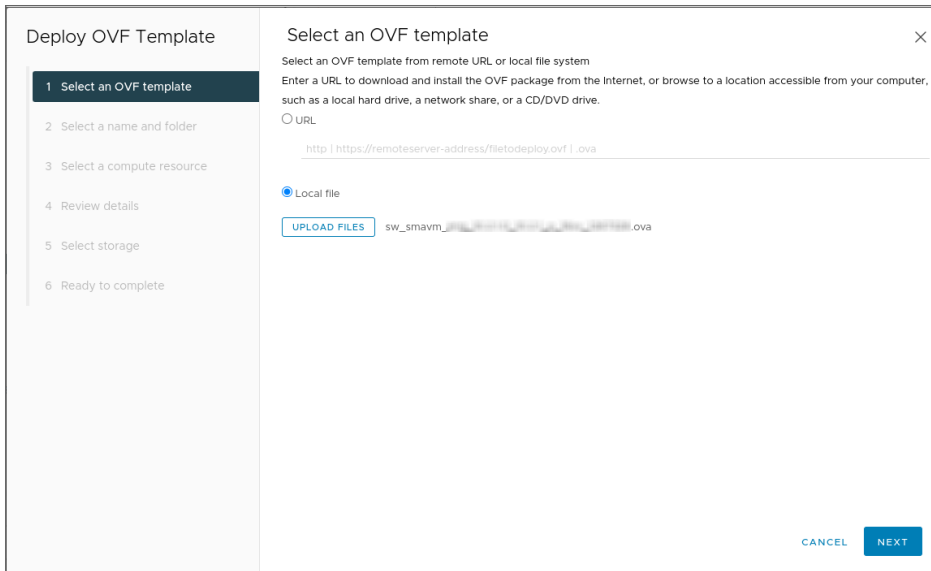 Deploy OVF Template
1 Select an OVF template
2 Select a name and folder
3 Select a compute resource
4 Review details
5 Select storage
6 Ready to complete
Select an OVF template
Select an OVF template from remote URL or local file system
Enter a URL to download and install the OVF package from the Internet, or browse to a location accessible from your computer,
such as a local hard drive, a network share, or a CD/DVD drive.
URL
http | https://remoteserver-address/filetodeploy.ovf | .ova
Local file
UPLOAD FILES sw_smavm_ .ova
CANCEL NEXT